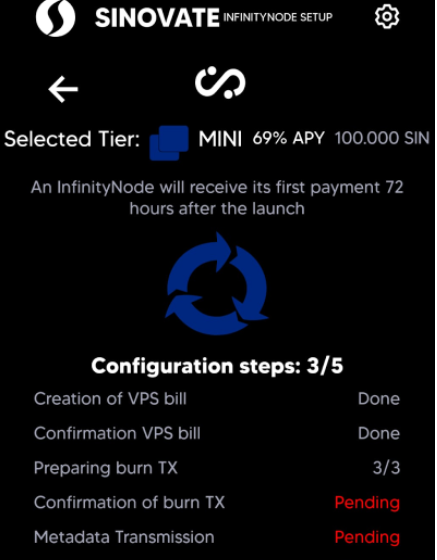 SINOVATE INFINITYNODE SETUP
Selected Tier: MINI 69% APY 100.000 SIN
An InfinityNode will receive its first payment 72
hours after the launch
Configuration steps: 3/5
Creation of VPS bill Done
Confirmation VPS bill Done
Preparing burn TX 3/3
Confirmation of burn TX Pending
Metadata Transmission Pending